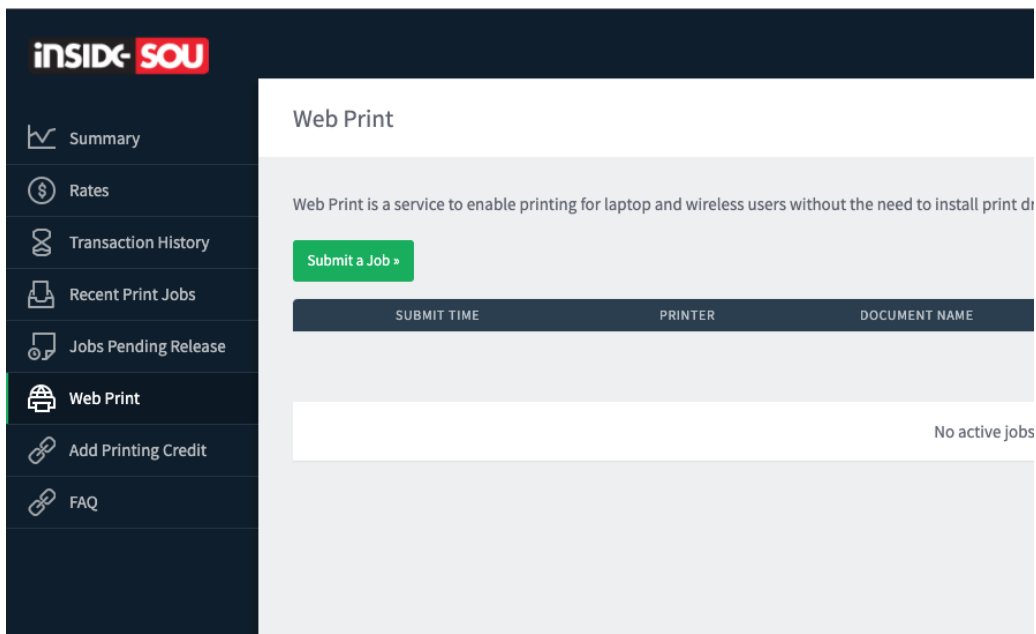 INSIDE SOU
Summary
Rates
Transaction History
Recent Print Jobs
Jobs Pending Release
Web Print
Add Printing Credit
FAQ
Web Print
Web Print is a service to enable printing for laptop and wireless users without the need to install print dr
Submit a Job »
SUBMIT TIME PRINTER DOCUMENT NAME
No active jobs